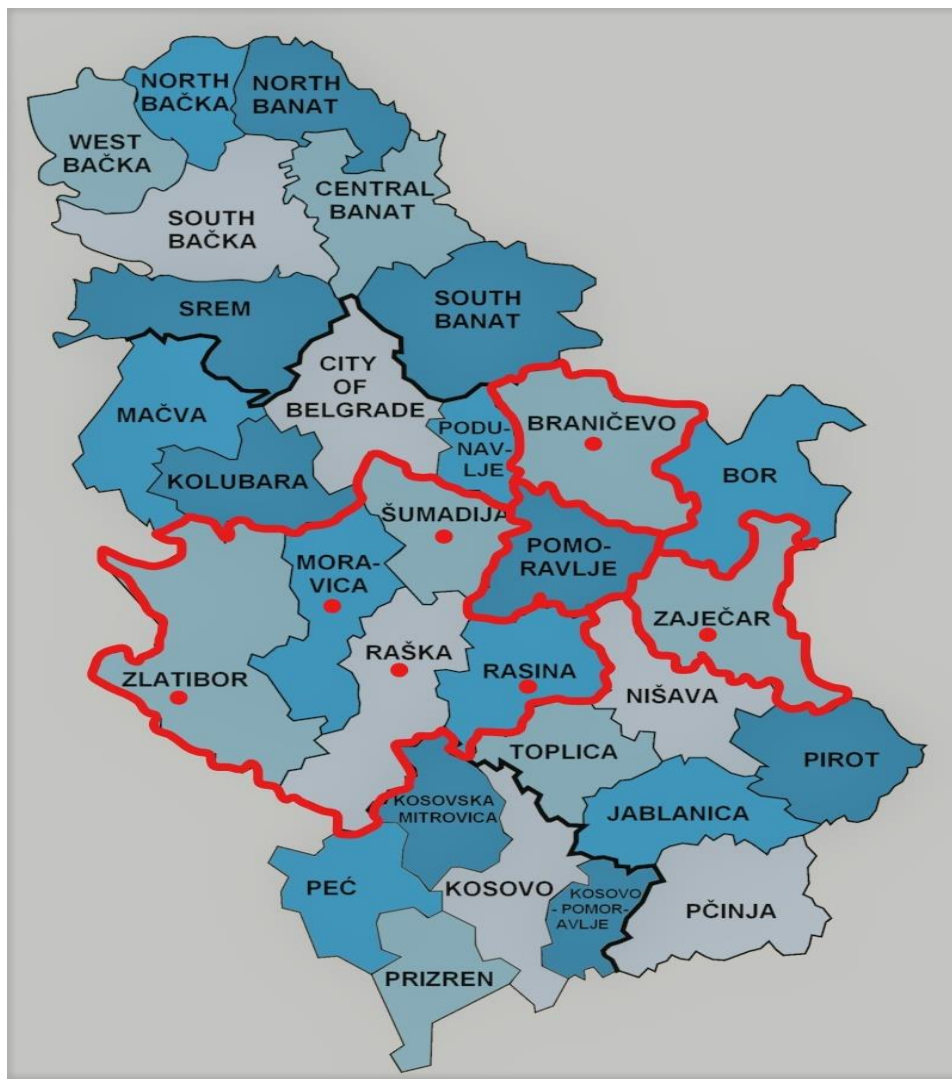 NORTH
BAČKA
NORTH
BANAT
WEST
BAČKA
CENTRAL
BANAT
SOUTH
BAČKA
SREM
SOUTH
BANAT
CITY
OF
BELGRADE
MAČVA
PODU-
NAV-
LJE
BRANIČEVO
KOLUBARA
BOR
ŠUMADIJA
POMO-
RAVLJE
MORA-
VICA
ZAJEČAR
RAŠKA
RASINA
ZLATIBOR
NIŠAVA
TOPLICA
PIROT
KOSOVSKA
MITROVICA
JABLANICA
PEĆ
KOSOVO
KOSOVO
-POMOR-
AVLJE
PČINJA
PRIZREN